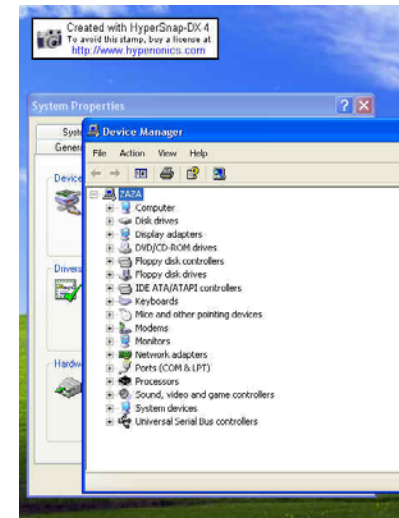 Created with HyperSnap-DX 4
To avoid this stamp, buy a license at
http://www.hyperionics.com
System Properties
Device Manager
File Action View Help
ZAZA
Computer
Disk drives
Display adapters
DVD/CD-ROM drives
Floppy disk controllers
Floppy disk drives
IDE ATA/ATAPI controllers
Keyboards
Mice and other pointing devices
Modems
Monitors
Network adapters
Ports (COM & LPT)
Processors
Sound, video and game controllers
System devices
Universal Serial Bus controllers
Syste
Genera
Device
Drivers
Hardwa